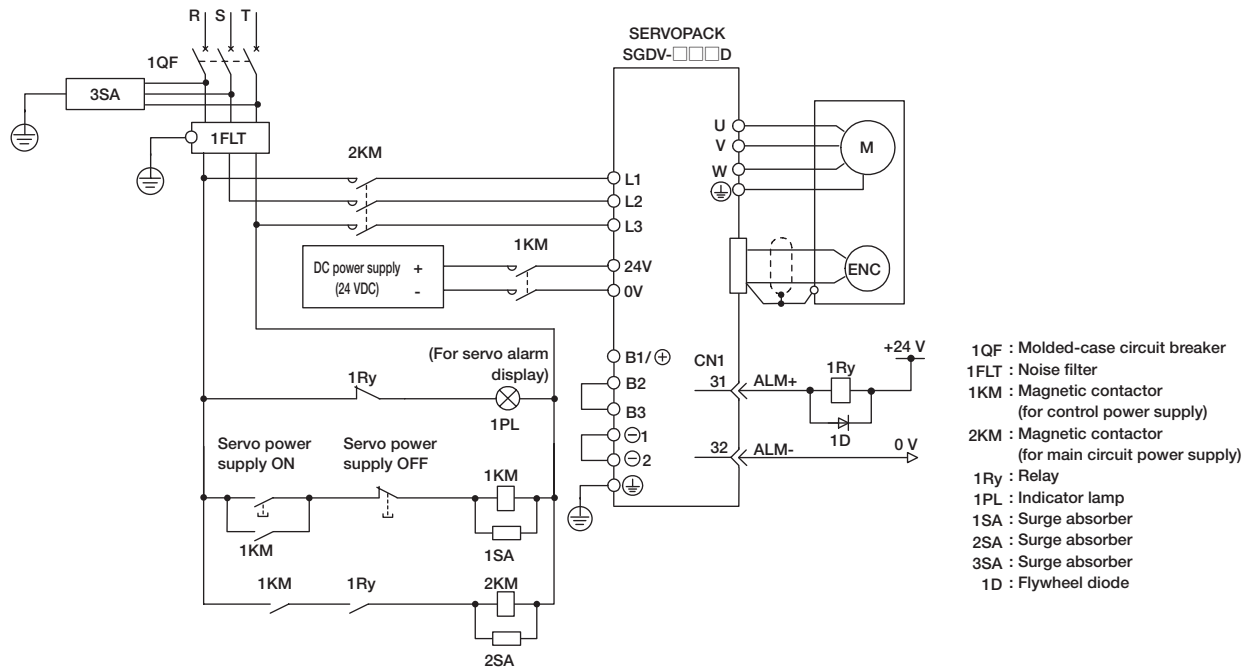 R S T
1QF
3SA
1FLT
2KM
SERVOPACK
SGDV-□□□D
U
V
W
M
L1
L2
L3
1KM
DC power supply +
(24 VDC) -
24V
0V
ENC
B1/⊕
B2
B3
⊖1
⊖2
CN1
31 ALM+
1Ry
+24 V
1D
32 ALM-
0 V
(For servo alarm
display)
1Ry
1PL
Servo power
supply ON
Servo power
supply OFF
1KM
1KM
1SA
1KM 1Ry 2KM
2SA
1QF : Molded-case circuit breaker
1FLT : Noise filter
1KM : Magnetic contactor
(for control power supply)
2KM : Magnetic contactor
(for main circuit power supply)
1Ry : Relay
1PL : Indicator lamp
1SA : Surge absorber
2SA : Surge absorber
3SA : Surge absorber
1D : Flywheel diode